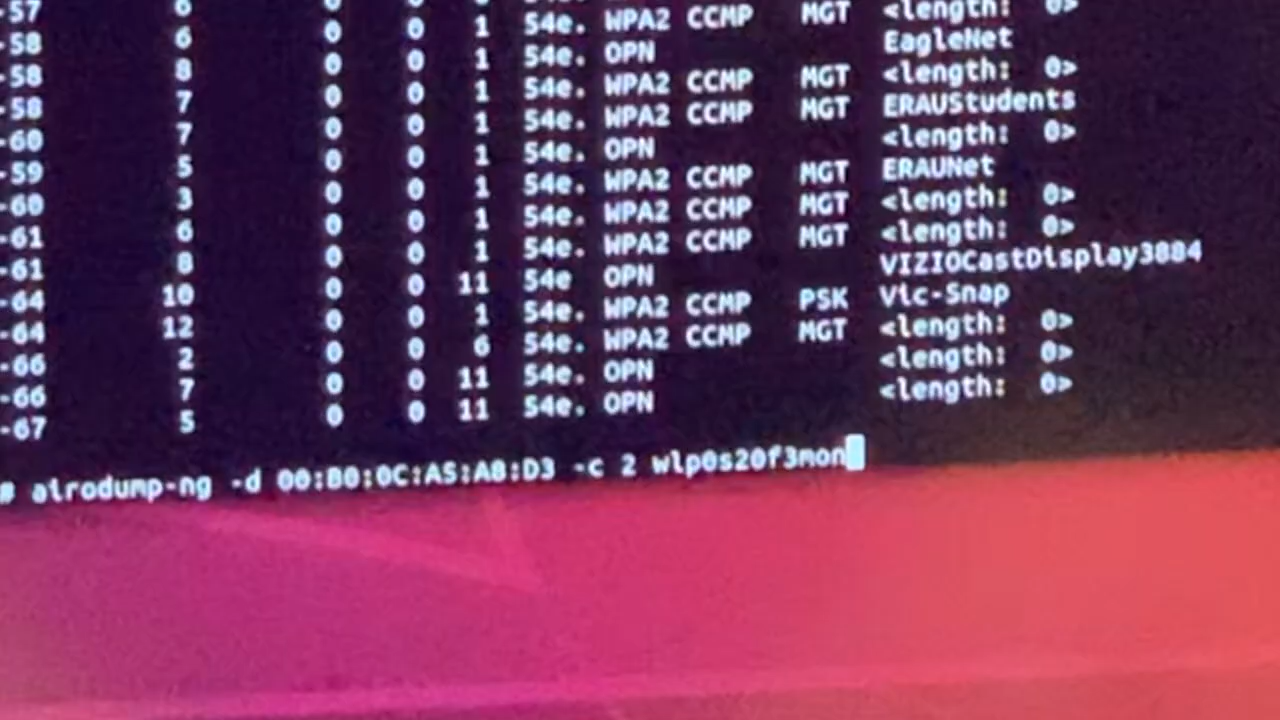 -57 6 0
-58 6 0 0 1 54e. WPA2 CCMP MGT <length: 0>
-58 8 0 0 1 54e. OPN EagleNet
-58 7 0 0 1 54e. WPA2 CCMP MGT <length: 0>
-60 7 0 0 1 54e. WPA2 CCMP MGT ERAUStudents
-59 5 0 0 1 54e. OPN <length: 0>
-60 3 0 0 1 54e. WPA2 CCMP MGT ERAUNet
-61 6 0 0 1 54e. WPA2 CCMP MGT <length: 0>
-61 8 0 0 1 54e. WPA2 CCMP MGT <length: 0>
-64 10 0 0 11 54e OPN VIZIOCastDisplay3884
-64 12 0 0 1 54e. WPA2 CCMP PSK Vic-Snap
-66 2 0 0 6 54e. WPA2 CCMP MGT <length: 0>
-66 7 0 0 11 54e. OPN <length: 0>
-67 5 0 0 11 54e. OPN <length: 0>
# airodump-ng -d 00:B0:0C:A5:A8:D3 -c 2 wlp0s20f3mon